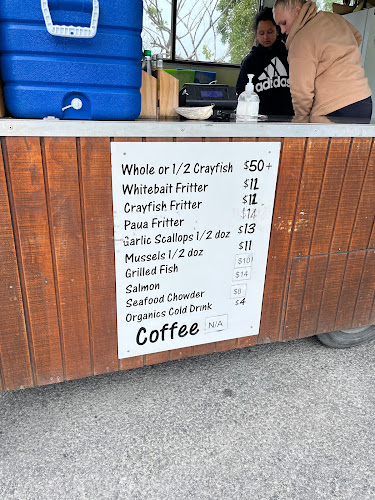 adidas
Whole or 1/2 Crayfish $50+
Whitebait Fritter $12
Crayfish Fritter $12
Paua Fritter $14
Garlic Scallops 1/2 doz $13
Mussels 1/2 doz $11
Grilled Fish $10
Salmon $14
Seafood Chowder $8
Organics Cold Drink $4
Coffee N/A